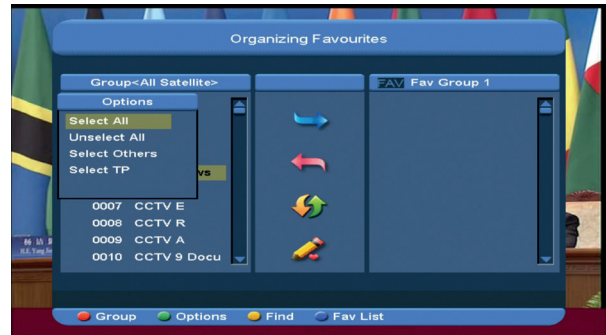 Organizing Favourites
Group<All Satellite>
FAV Fav Group 1
Options
Select All
Unselect All
Select Others
Select TP
vs
0007 CCTV E
0008 CCTV R
0009 CCTV A
0010 CCTV 9 Docu
Group Options Find Fav List